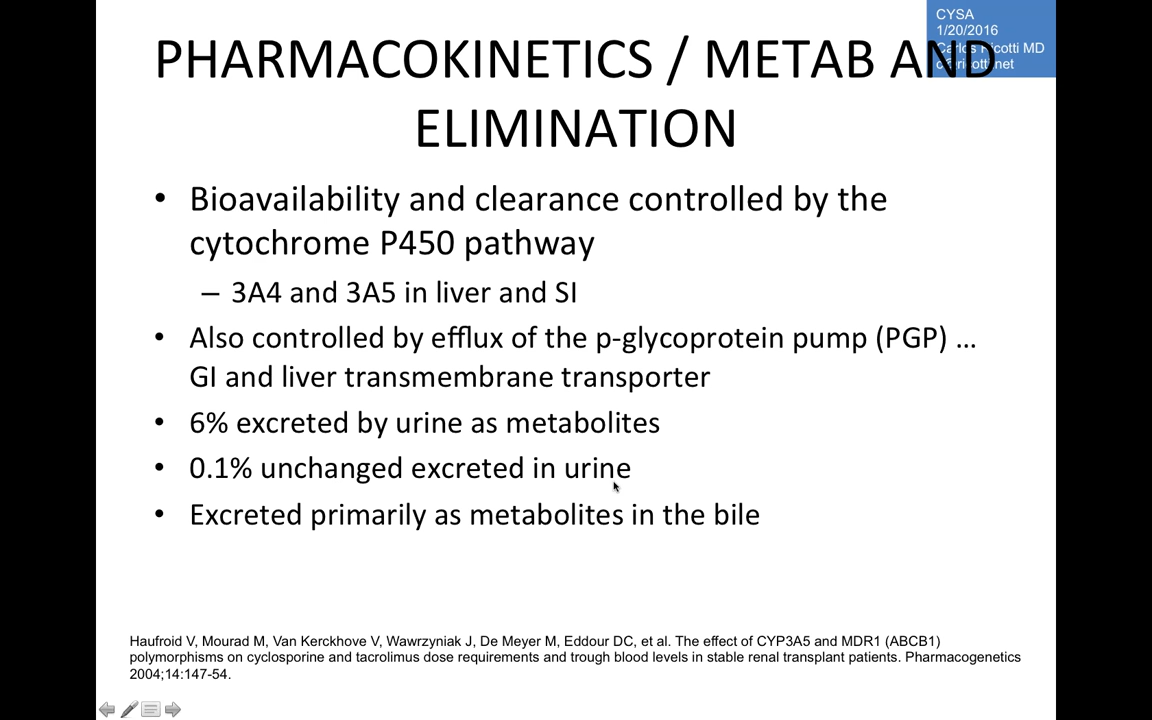 CYSA
1/20/2016
Carlos Ricotti MD
PHARMACOKINETICS / METAB AND
ELIMINATION
• Bioavailability and clearance controlled by the
cytochrome P450 pathway
– 3A4 and 3A5 in liver and SI
• Also controlled by efflux of the p-glycoprotein pump (PGP) …
GI and liver transmembrane transporter
• 6% excreted by urine as metabolites
• 0.1% unchanged excreted in urine
• Excreted primarily as metabolites in the bile
Haufroid V, Mourad M, Van Kerckhove V, Wawrzyniak J, De Meyer M, Eddour DC, et al. The effect of CYP3A5 and MDR1 (ABCB1)
polymorphisms on cyclosporine and tacrolimus dose requirements and trough blood levels in stable renal transplant patients. Pharmacogenetics
2004;14:147-54.